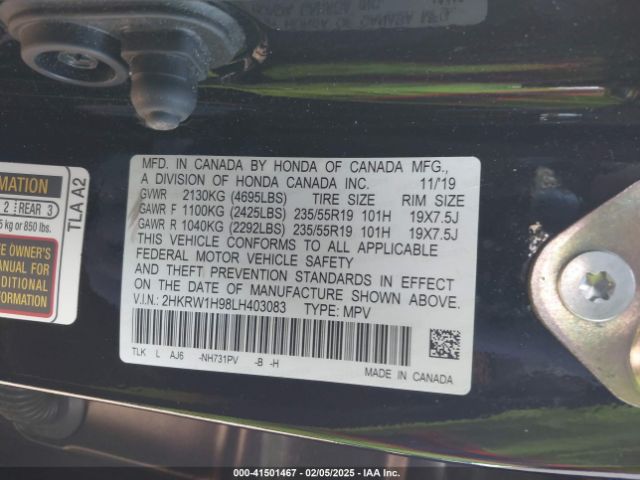 MFD. IN CANADA BY HONDA OF CANADA MFG.,
A DIVISION OF HONDA CANADA INC. 11/'19
GVWR 2130KG (4695LBS) TIRE SIZE RIM SIZE
GAWR F 1100KG (2425LBS) 235/55R19 101H 19X7.5J
GAWR R 1040KG (2292LBS) 235/55R19 101H 19X7.5J
THIS VEHICLE CONFORMS TO ALL APPLICABLE
FEDERAL MOTOR VEHICLE SAFETY
AND THEFT PREVENTION STANDARDS IN EFFECT
ON THE DATE OF MANUFACTURE SHOWN ABOVE.
V.I.N.: 2HKRW1H98LH403083 TYPE: MPV
TLK L AJ6 -NH731PV -B -H
MADE IN CANADA
MATION
2 REAR 3
kg or 850 lbs.
OWNER'S
MANUAL FOR
ADDITIONAL
FORMATION
TLA A2
000-41501467 - 02/05/2025 - IAA Inc.